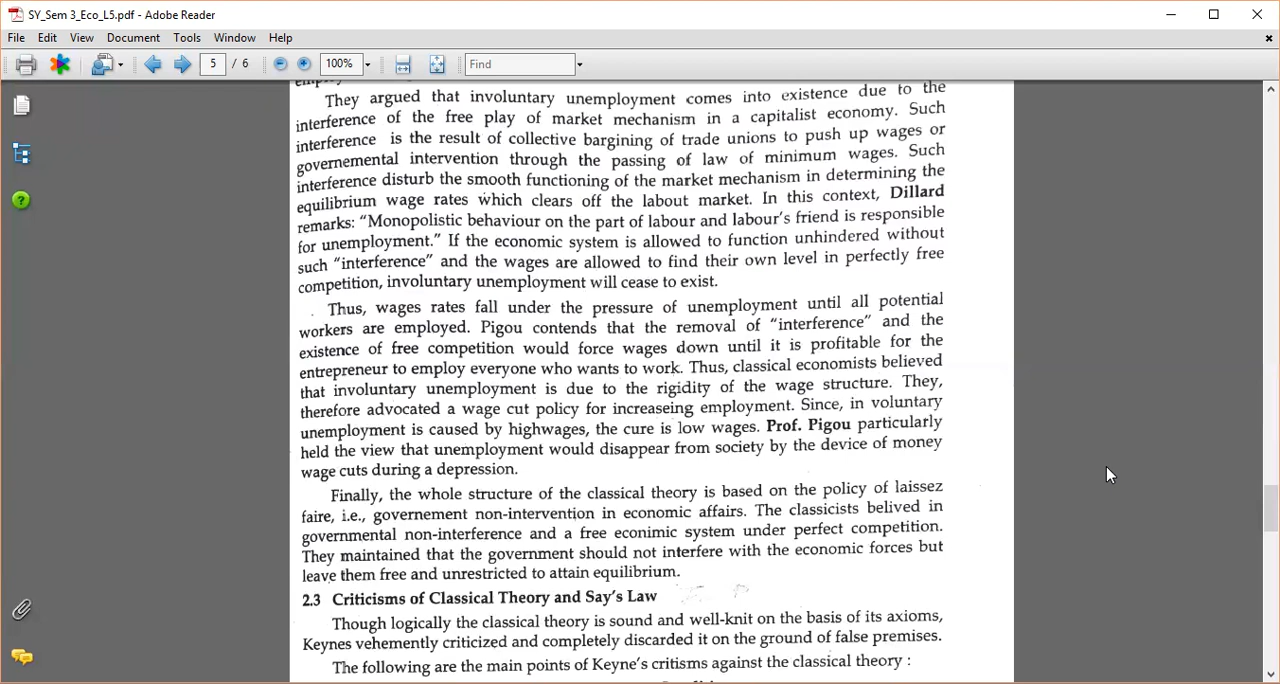 SY_Sem 3_Eco_L5.pdf - Adobe Reader
File Edit View Document Tools Window Help
5 / 6 100% Find
They argued that involuntary unemployment comes into existence due to the
interference of the free play of market mechanism in a capitalist economy. Such
interference is the result of collective bargining of trade unions to push up wages or
governemental intervention through the passing of law of minimum wages. Such
interference disturb the smooth functioning of the market mechanism in determining the
equilibrium wage rates which clears off the labout market. In this context, Dillard
remarks: “Monopolistic behaviour on the part of labour and labour's friend is responsible
for unemployment.” If the economic system is allowed to function unhindered without
such “interference” and the wages are allowed to find their own level in perfectly free
competition, involuntary unemployment will cease to exist.
Thus, wages rates fall under the pressure of unemployment until all potential
workers are employed. Pigou contends that the removal of “interference” and the
existence of free competition would force wages down until it is profitable for the
entrepreneur to employ everyone who wants to work. Thus, classical economists believed
that involuntary unemployment is due to the rigidity of the wage structure. They,
therefore advocated a wage cut policy for increaseing employment. Since, in voluntary
unemployment is caused by highwages, the cure is low wages. Prof. Pigou particularly
held the view that unemployment would disappear from society by the device of money
wage cuts during a depression.
Finally, the whole structure of the classical theory is based on the policy of laissez
faire, i.e., governement non-intervention in economic affairs. The classicists belived in
governmental non-interference and a free econimic system under perfect competition.
They maintained that the government should not interfere with the economic forces but
leave them free and unrestricted to attain equilibrium.
2.3 Criticisms of Classical Theory and Say's Law
Though logically the classical theory is sound and well-knit on the basis of its axioms,
Keynes vehemently criticized and completely discarded it on the ground of false premises.
The following are the main points of Keyne's critisms against the classical theory :